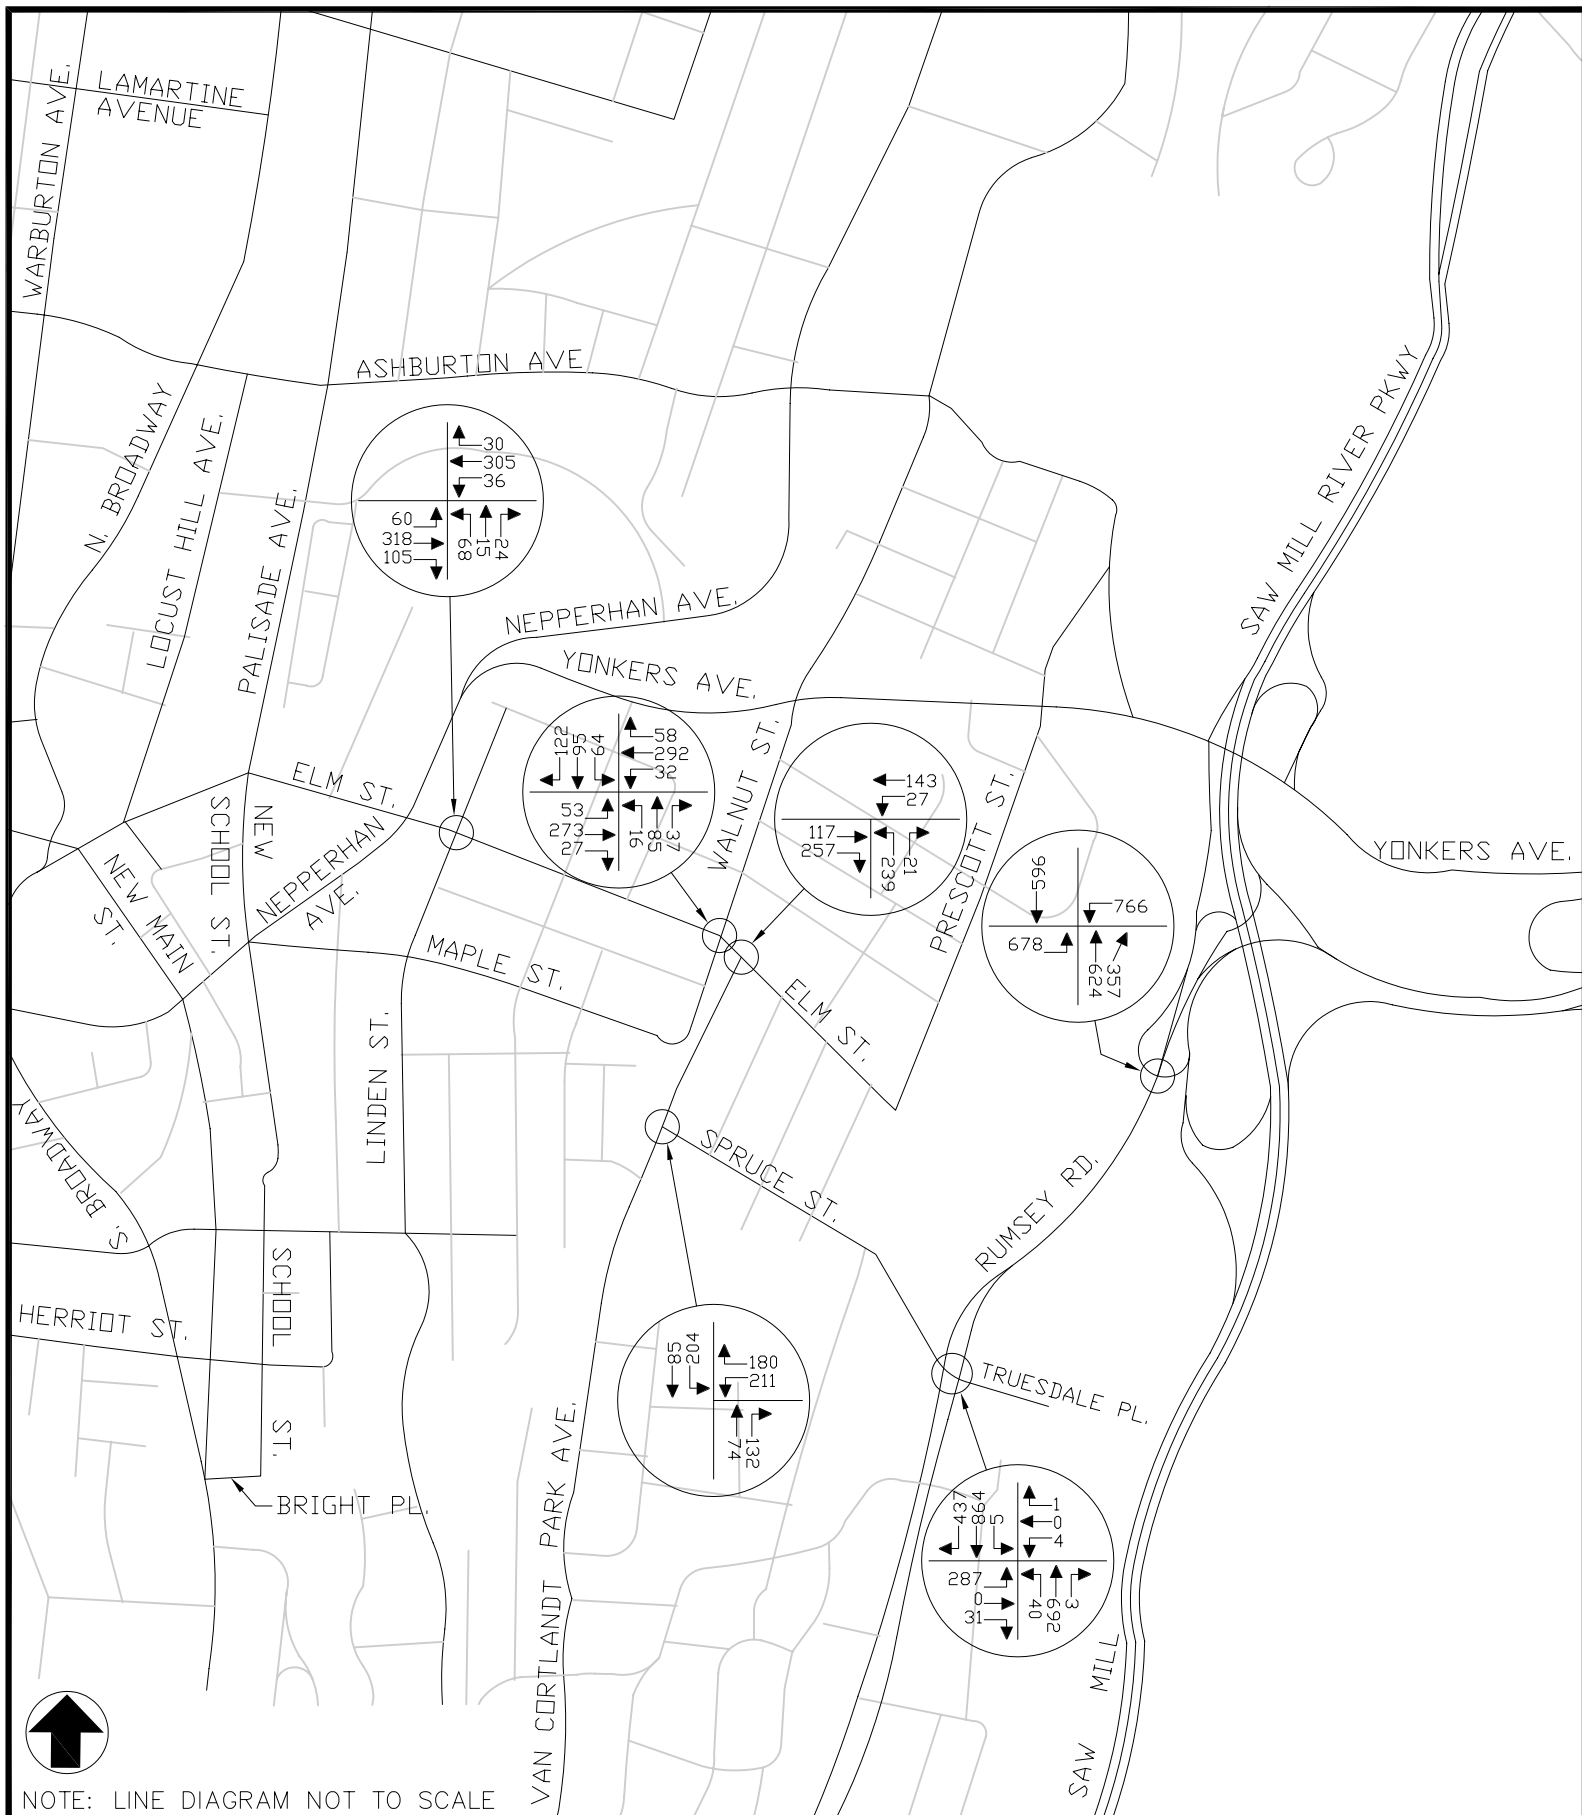 WARBURTON AVE.
LAMARTINE
AVENUE
ASHBURTON AVE
N. BROADWAY
LOCUST HILL AVE.
PALISADE AVE.
SAW MILL RIVER PKWY
30
305
36
60
318
105
68
15
24
NEPPERHAN AVE.
YONKERS AVE.
ELM ST.
122
95
64
58
292
32
53
273
27
16
85
37
WALNUT ST.
143
27
117
257
239
21
PRESCOTT ST.
YONKERS AVE.
596
766
678
624
357
NEW
SCHOOL ST.
NEPPERHAN
AVE.
NEW MAIN
ST.
MAPLE ST.
ELM ST.
LINDEN ST.
S. BROADWAY
SPRUCE ST.
RUMSEY RD.
HERRIOT ST.
SCHOOL ST.
85
204
180
211
74
132
TRUESDALE PL.
BRIGHT PL.
VAN CORTLANDT PARK AVE.
437
864
5
1
0
4
287
0
31
40
692
3
SAW MILL
NOTE: LINE DIAGRAM NOT TO SCALE